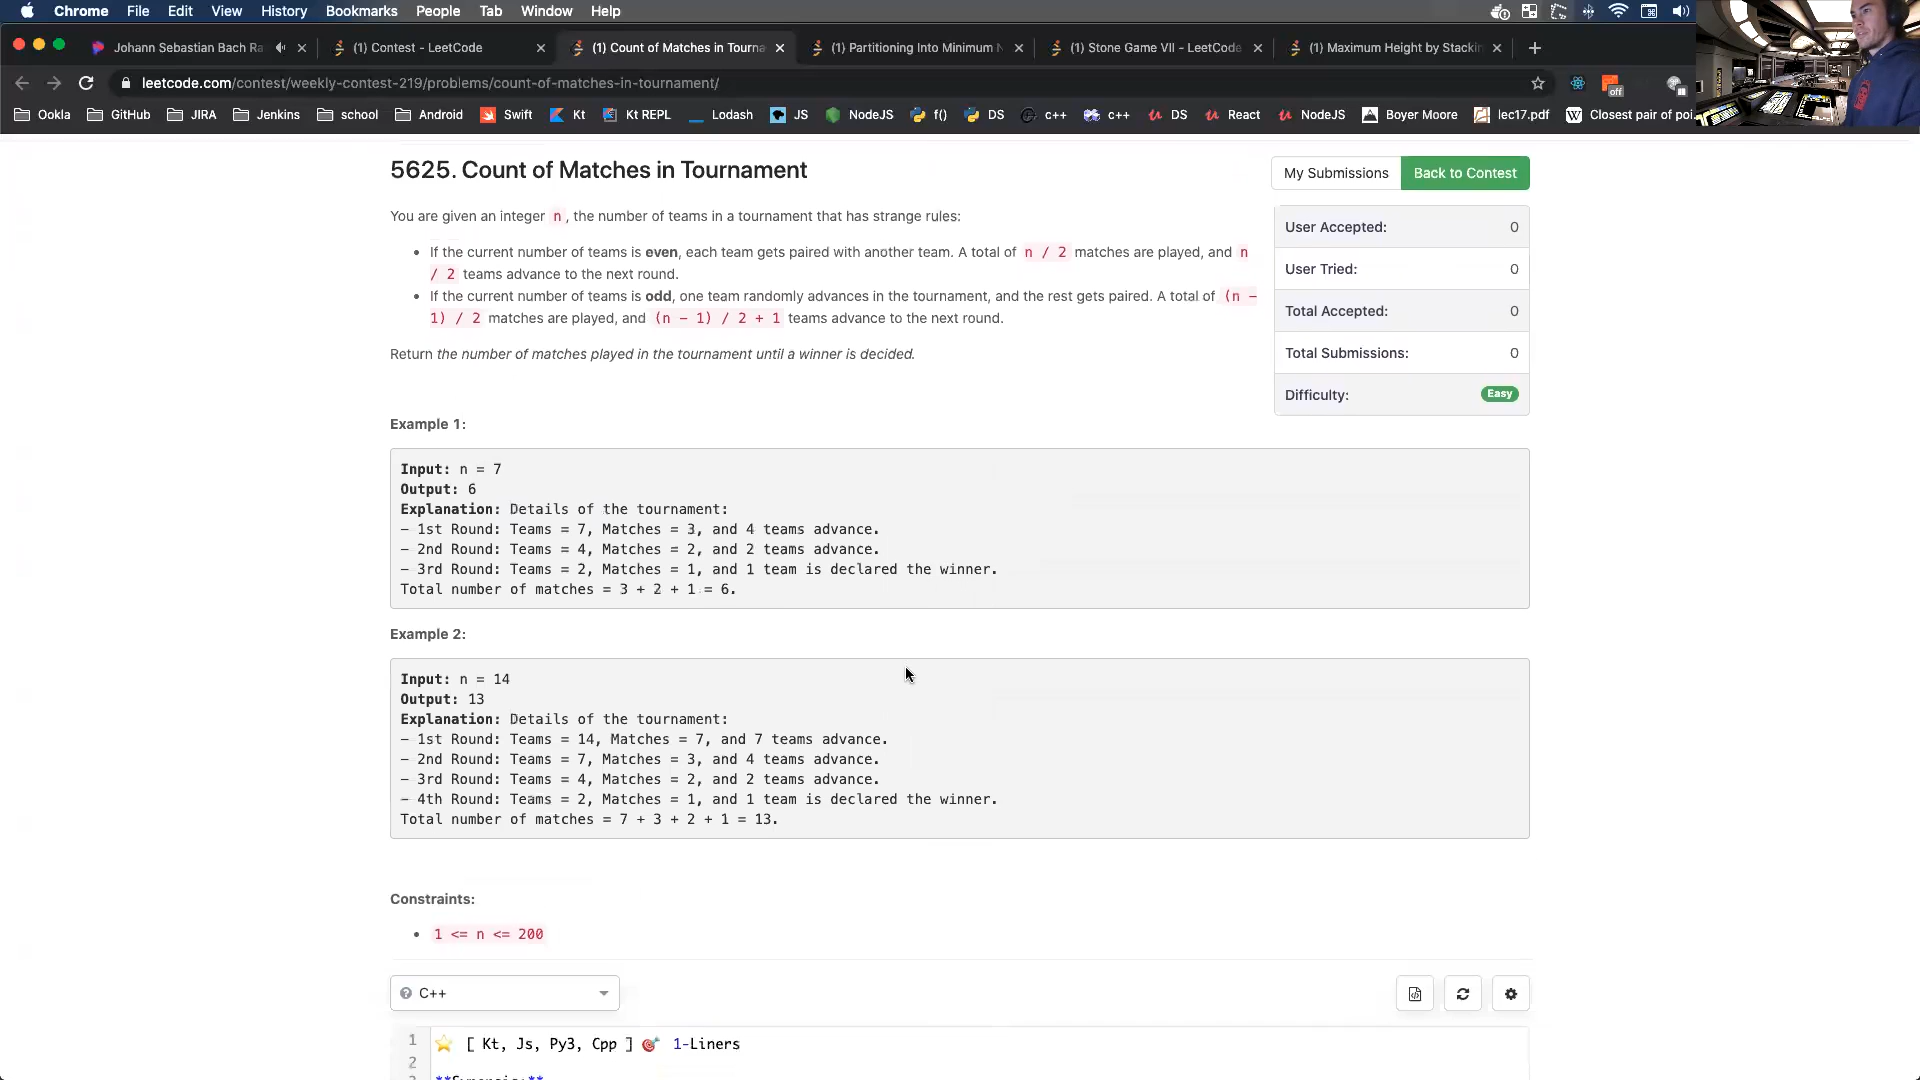 Chrome File Edit View History Bookmarks People Tab Window Help
Johann Sebastian Bach Ra
(1) Contest - LeetCode
(1) Count of Matches in Tourna
(1) Partitioning Into Minimum N
(1) Stone Game VII - LeetCode
(1) Maximum Height by Stackin
leetcode.com/contest/weekly-contest-219/problems/count-of-matches-in-tournament/
off
Ookla GitHub JIRA Jenkins school Android Swift Kt Kt REPL Lodash JS NodeJS f() DS c++ c++ DS React NodeJS Boyer Moore lec17.pdf Closest pair of poi
5625. Count of Matches in Tournament
My Submissions
Back to Contest
You are given an integer n, the number of teams in a tournament that has strange rules:
• If the current number of teams is even, each team gets paired with another team. A total of n / 2 matches are played, and n
/ 2 teams advance to the next round.
• If the current number of teams is odd, one team randomly advances in the tournament, and the rest gets paired. A total of (n -
1) / 2 matches are played, and (n - 1) / 2 + 1 teams advance to the next round.
Return the number of matches played in the tournament until a winner is decided.
User Accepted: 0
User Tried: 0
Total Accepted: 0
Total Submissions: 0
Difficulty: Easy
Example 1:
Input: n = 7
Output: 6
Explanation: Details of the tournament:
- 1st Round: Teams = 7, Matches = 3, and 4 teams advance.
- 2nd Round: Teams = 4, Matches = 2, and 2 teams advance.
- 3rd Round: Teams = 2, Matches = 1, and 1 team is declared the winner.
Total number of matches = 3 + 2 + 1 = 6.
Example 2:
Input: n = 14
Output: 13
Explanation: Details of the tournament:
- 1st Round: Teams = 14, Matches = 7, and 7 teams advance.
- 2nd Round: Teams = 7, Matches = 3, and 4 teams advance.
- 3rd Round: Teams = 4, Matches = 2, and 2 teams advance.
- 4th Round: Teams = 2, Matches = 1, and 1 team is declared the winner.
Total number of matches = 7 + 3 + 2 + 1 = 13.
Constraints:
• 1 <= n <= 200
C++
1 ⭐ [ Kt, Js, Py3, Cpp ] 🎯 1-Liners
2